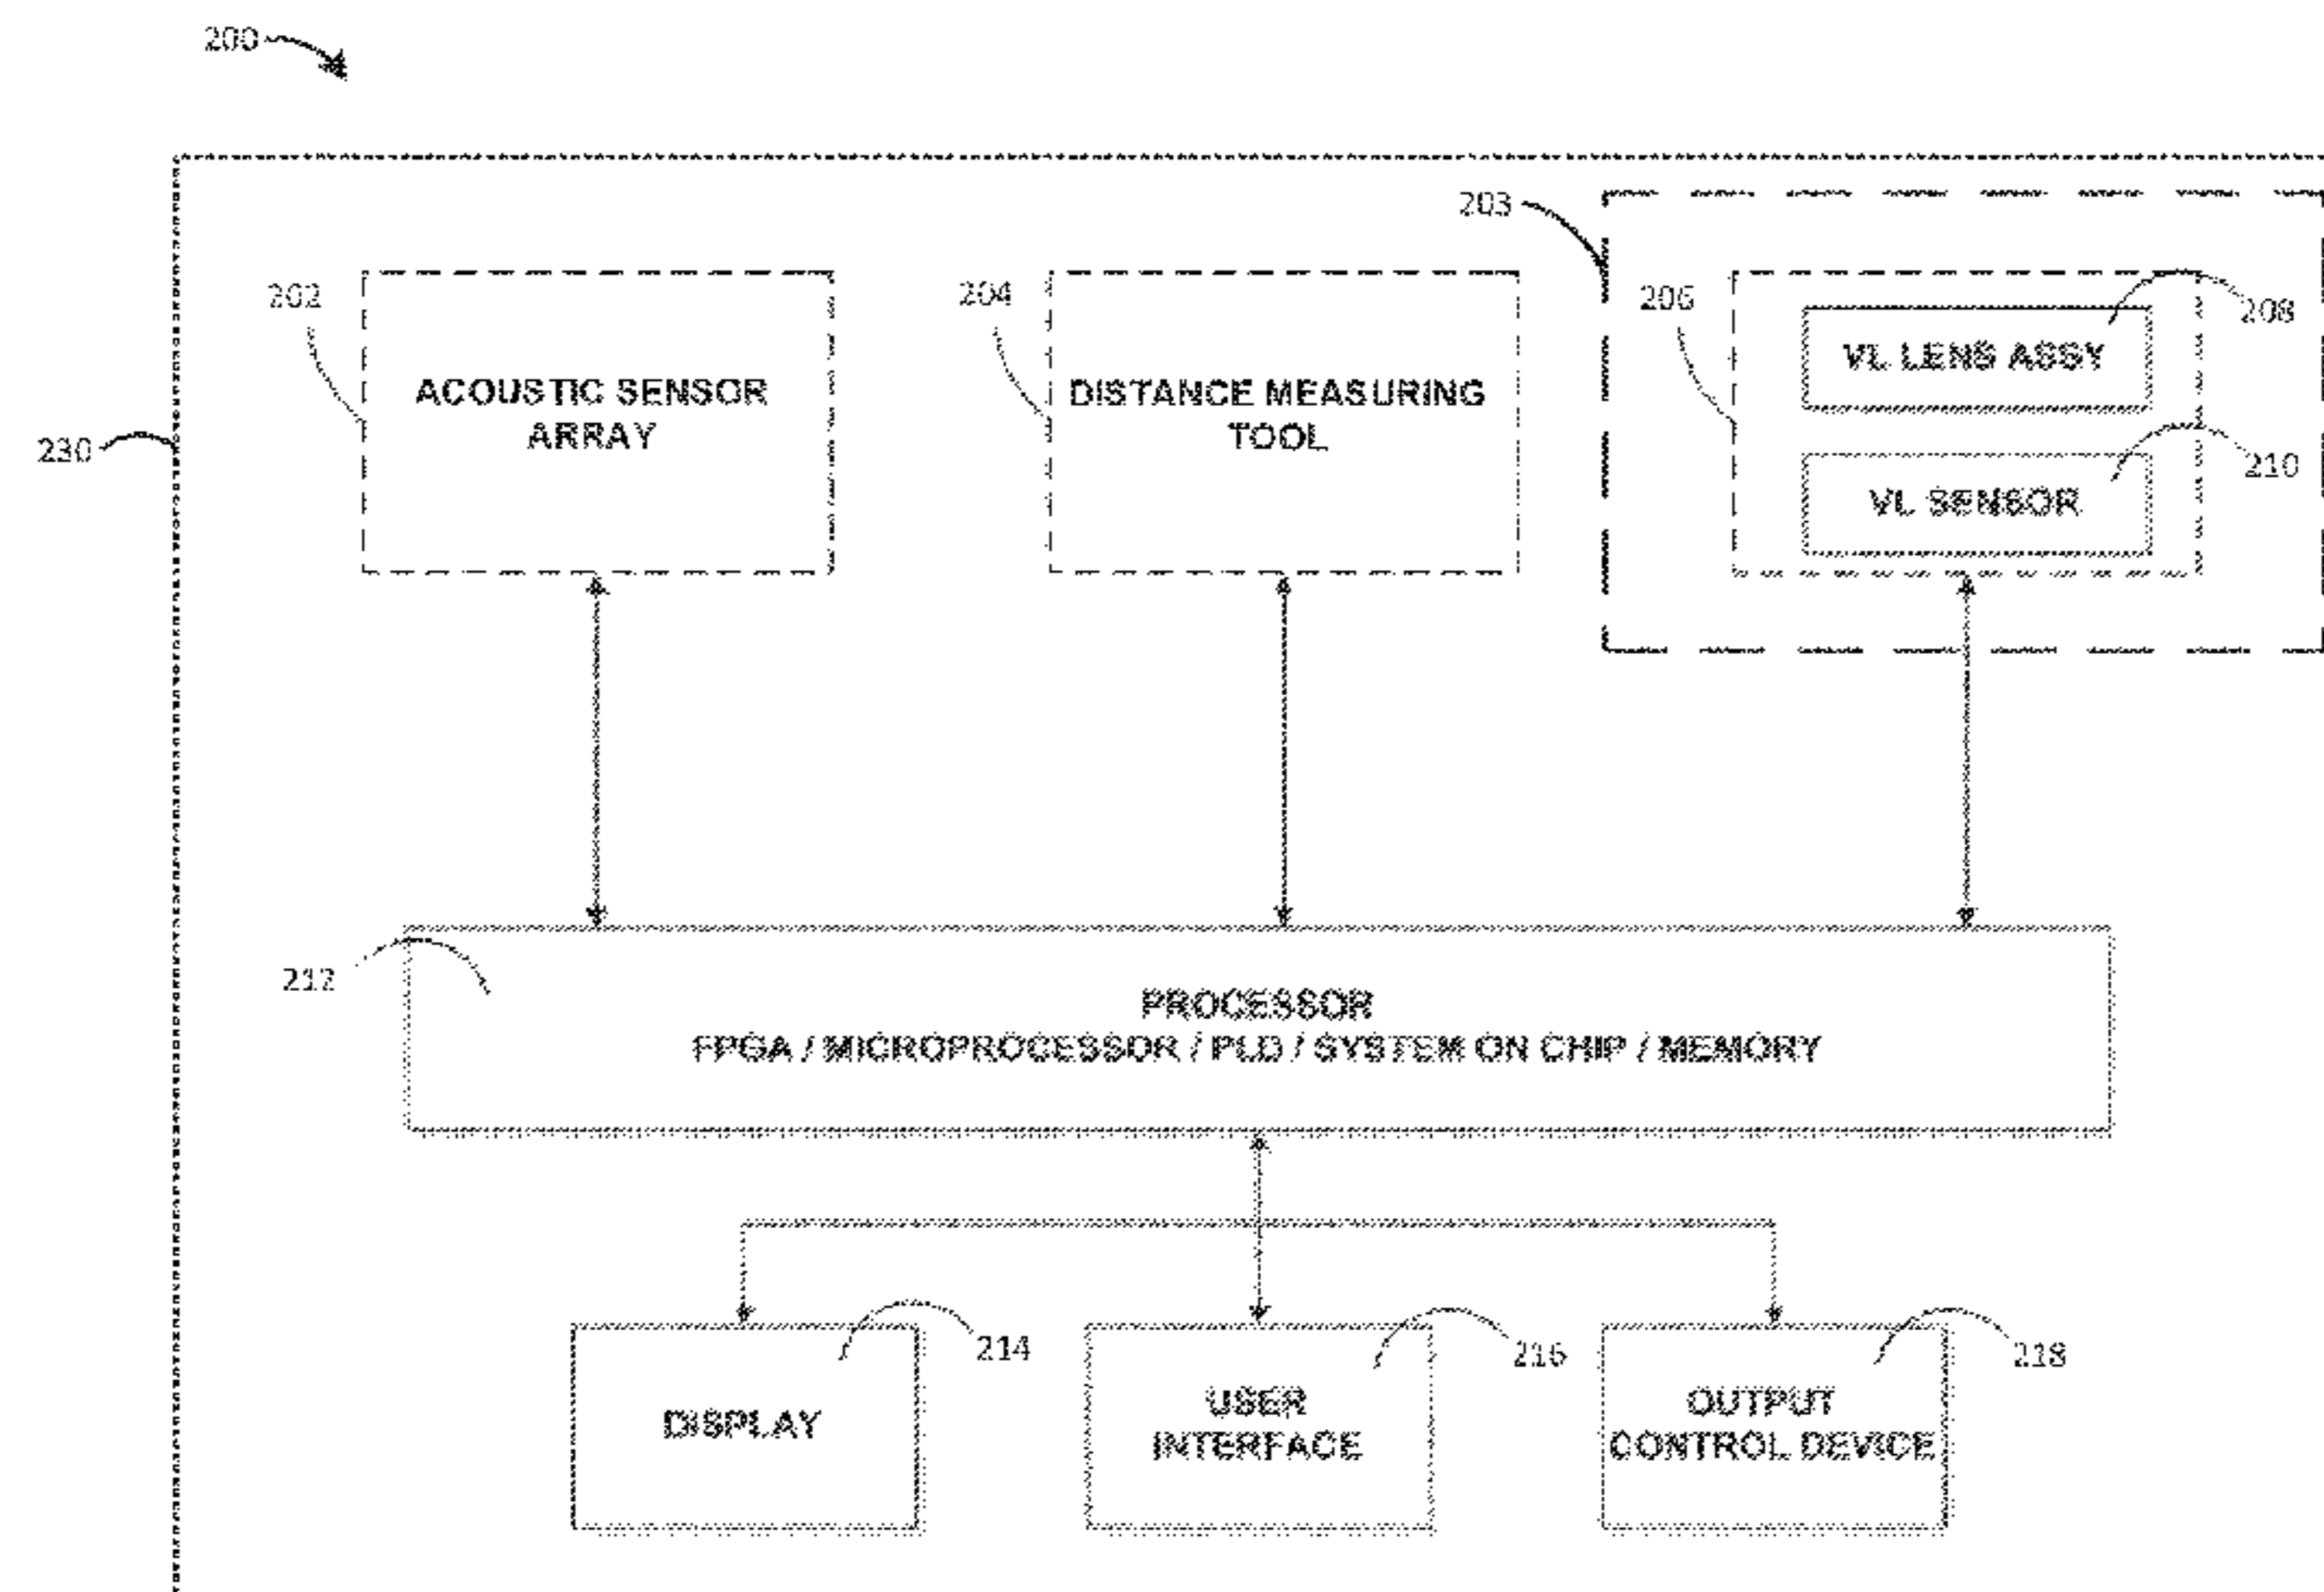 200
203
202
204
206
208
ACOUSTIC SENSOR
ARRAY
DISTANCE MEASURING
TOOL
VL LENS ASSY
230
210
VL SENSOR
212
PROCESSOR
FPGA / MICROPROCESSOR / PLD / SYSTEM ON CHIP / MEMORY
214
216
218
DISPLAY
USER
INTERFACE
OUTPUT
CONTROL DEVICE